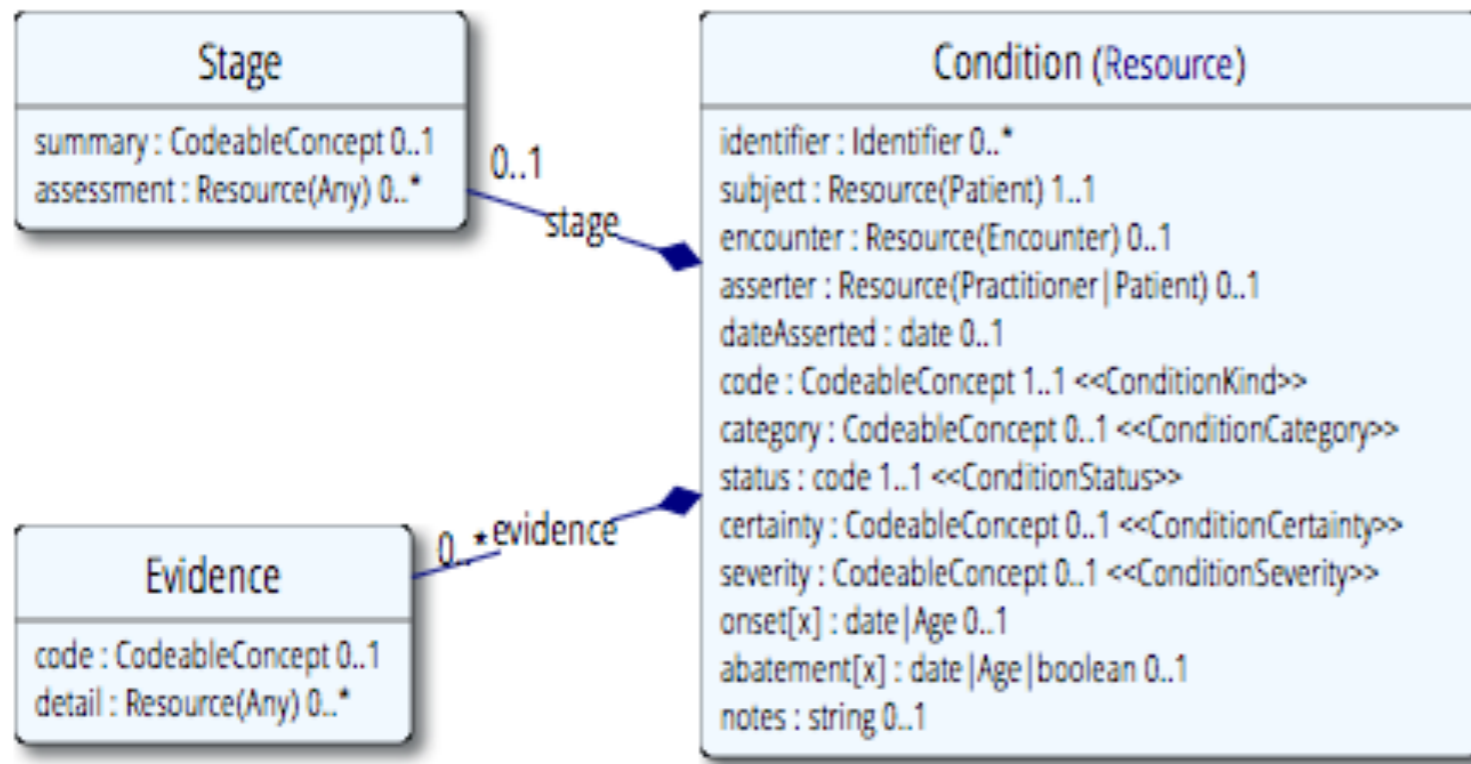 Stage
summary : CodeableConcept 0..1
assessment : Resource(Any) 0..*
0..1
stage
Condition (Resource)
identifier : Identifier 0..*
subject : Resource(Patient) 1..1
encounter : Resource(Encounter) 0..1
asserter : Resource(Practitioner|Patient) 0..1
dateAsserted : date 0..1
code : CodeableConcept 1..1 <<ConditionKind>>
category : CodeableConcept 0..1 <<ConditionCategory>>
status : code 1..1 <<ConditionStatus>>
certainty : CodeableConcept 0..1 <<ConditionCertainty>>
severity : CodeableConcept 0..1 <<ConditionSeverity>>
onset[x] : date|Age 0..1
abatement[x] : date|Age|boolean 0..1
notes : string 0..1
0..*
evidence
Evidence
code : CodeableConcept 0..1
detail : Resource(Any) 0..*